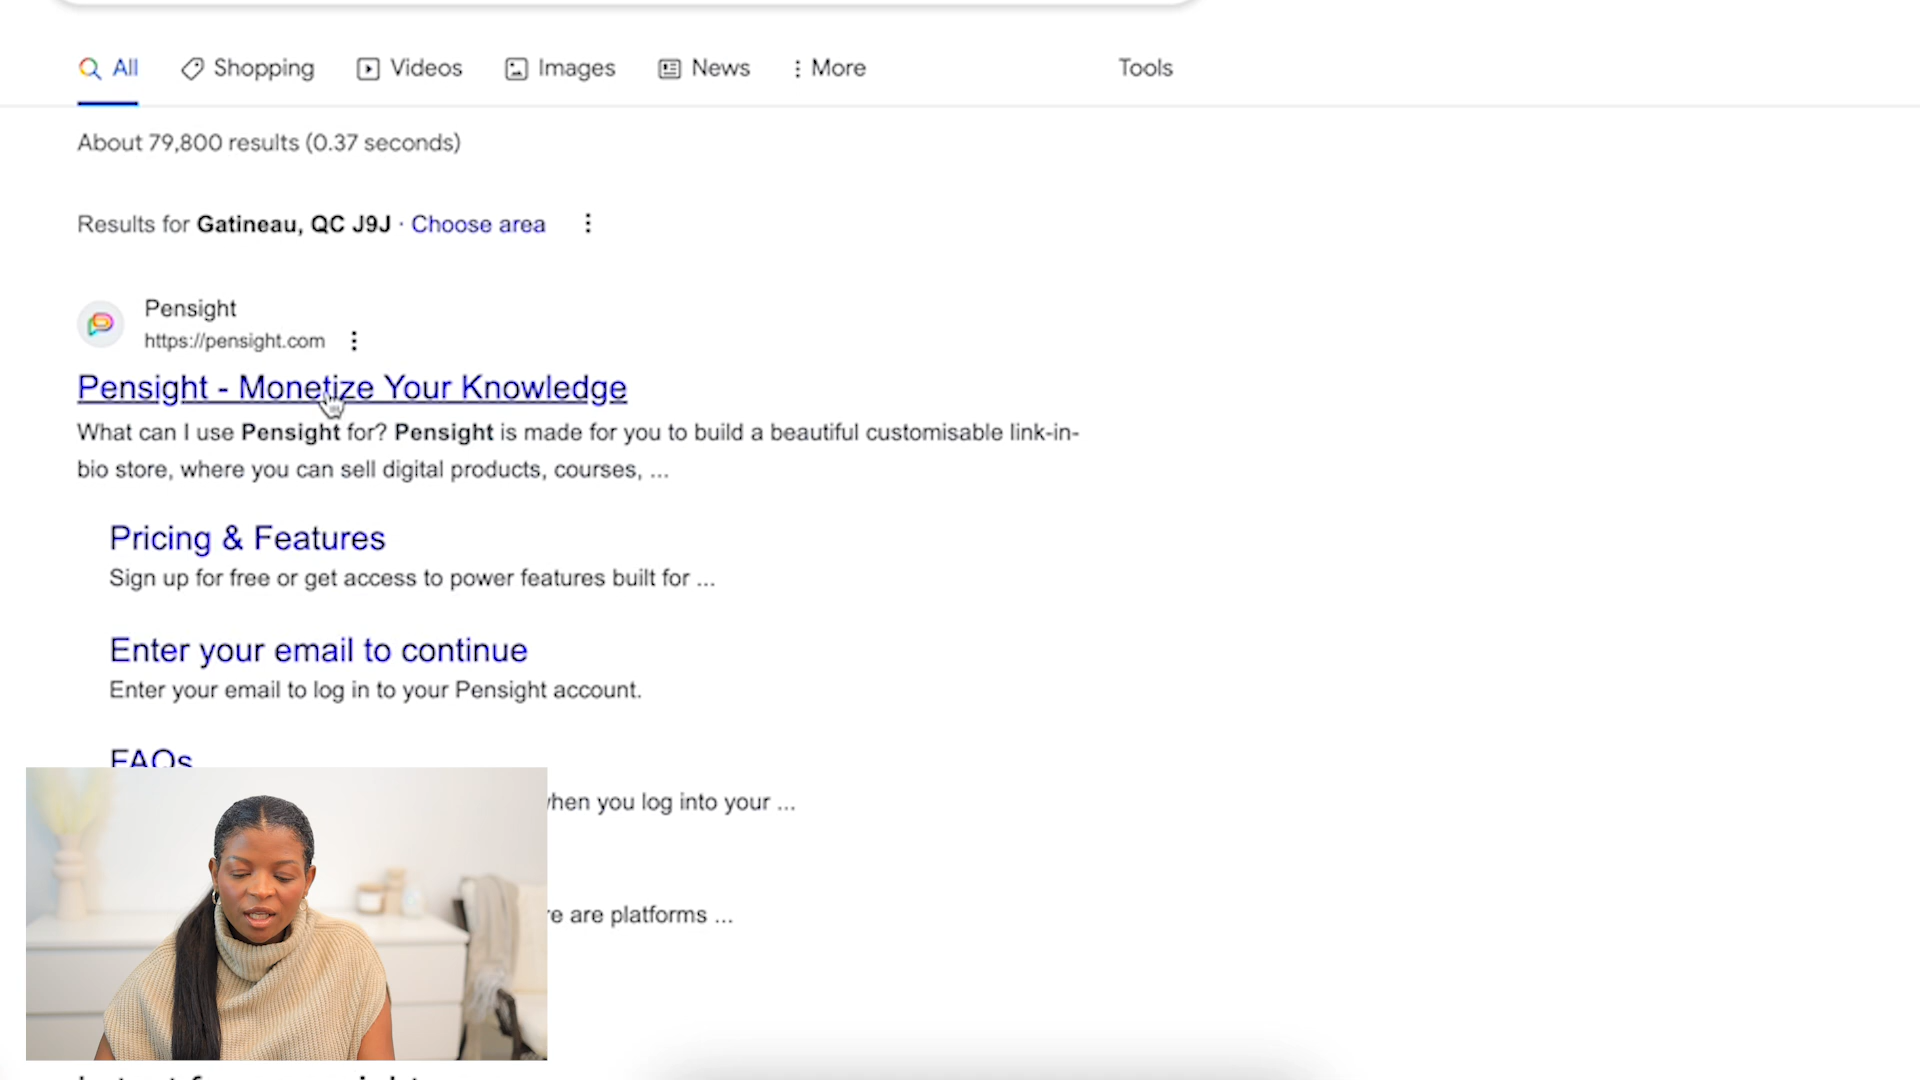 All Shopping Videos Images News More Tools
About 79,800 results (0.37 seconds)
Results for Gatineau, QC J9J · Choose area
Pensight
https://pensight.com
Pensight - Monetize Your Knowledge
What can I use Pensight for? Pensight is made for you to build a beautiful customisable link-in-
bio store, where you can sell digital products, courses, ...
Pricing & Features
Sign up for free or get access to power features built for ...
Enter your email to continue
Enter your email to log in to your Pensight account.
FAQs
when you log into your ...
are platforms ...